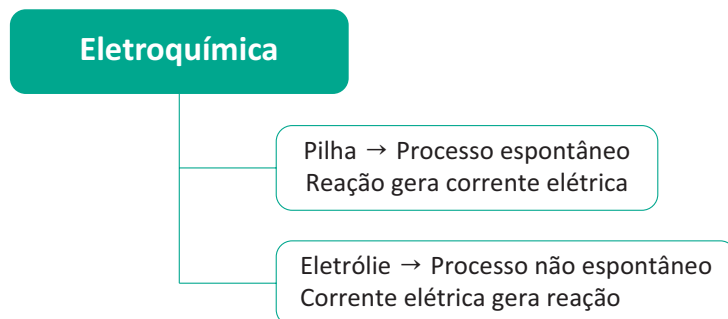 Eletroquímica
Pilha → Processo espontâneo
Reação gera corrente elétrica
Eletrólie → Processo não espontâneo
Corrente elétrica gera reação